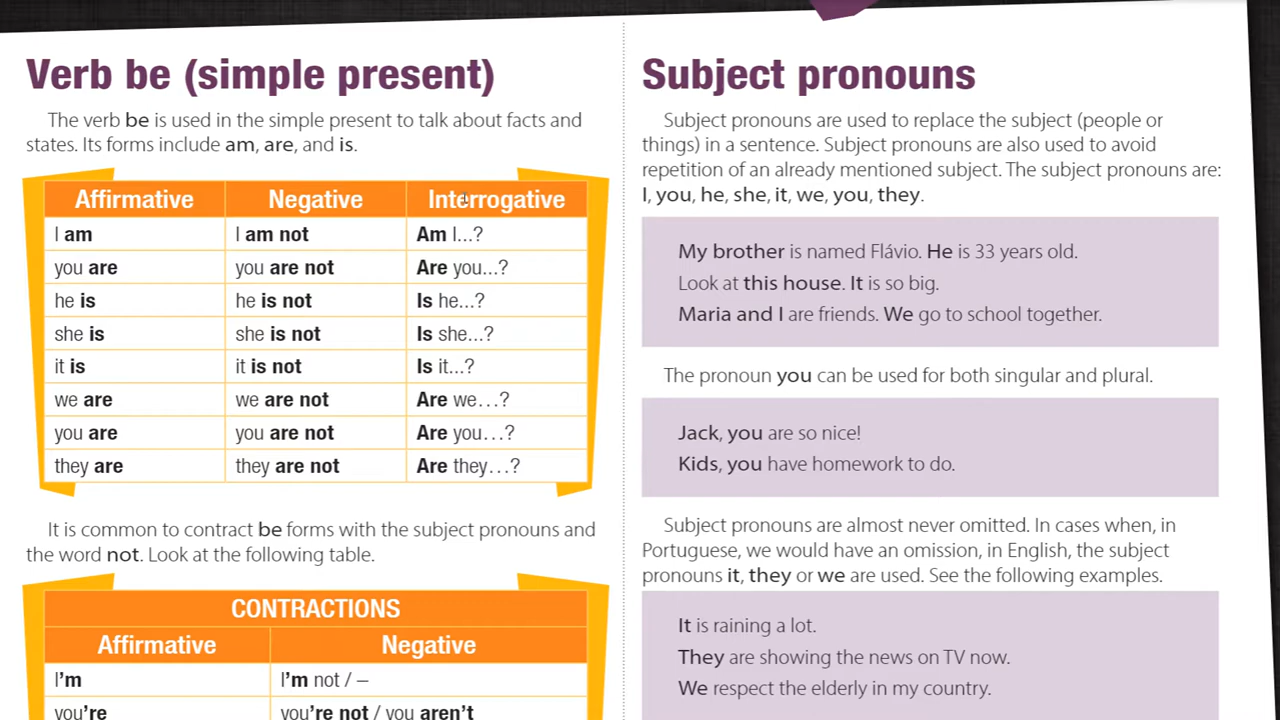 Verb be (simple present)
The verb be is used in the simple present to talk about facts and
states. Its forms include am, are, and is.
Affirmative Negative Interrogative
I am I am not Am I...?
you are you are not Are you...?
he is he is not Is he...?
she is she is not Is she...?
it is it is not Is it...?
we are we are not Are we...?
you are you are not Are you...?
they are they are not Are they...?
It is common to contract be forms with the subject pronouns and
the word not. Look at the following table.
CONTRACTIONS
Affirmative Negative
I'm I'm not / –
you're you're not / you aren't
Subject pronouns
Subject pronouns are used to replace the subject (people or
things) in a sentence. Subject pronouns are also used to avoid
repetition of an already mentioned subject. The subject pronouns are:
I, you, he, she, it, we, you, they.
My brother is named Flávio. He is 33 years old.
Look at this house. It is so big.
Maria and I are friends. We go to school together.
The pronoun you can be used for both singular and plural.
Jack, you are so nice!
Kids, you have homework to do.
Subject pronouns are almost never omitted. In cases when, in
Portuguese, we would have an omission, in English, the subject
pronouns it, they or we are used. See the following examples.
It is raining a lot.
They are showing the news on TV now.
We respect the elderly in my country.